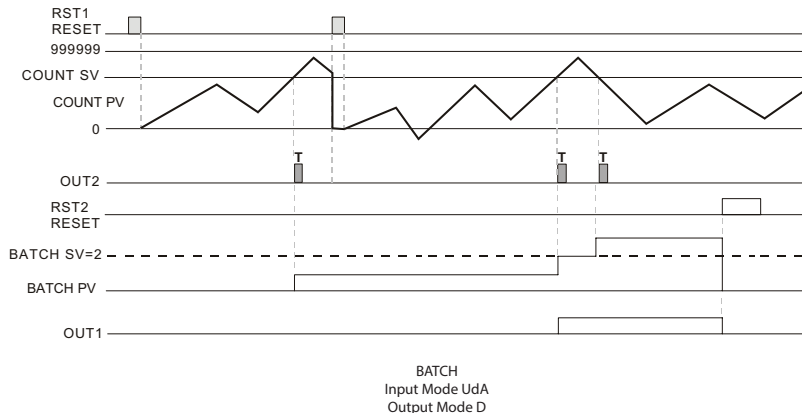 RST1
RESET
999999
COUNT SV
COUNT PV
0
T
T
T
OUT2
RST2
RESET
BATCH SV=2
BATCH PV
OUT1
BATCH
Input Mode UdA
Output Mode D